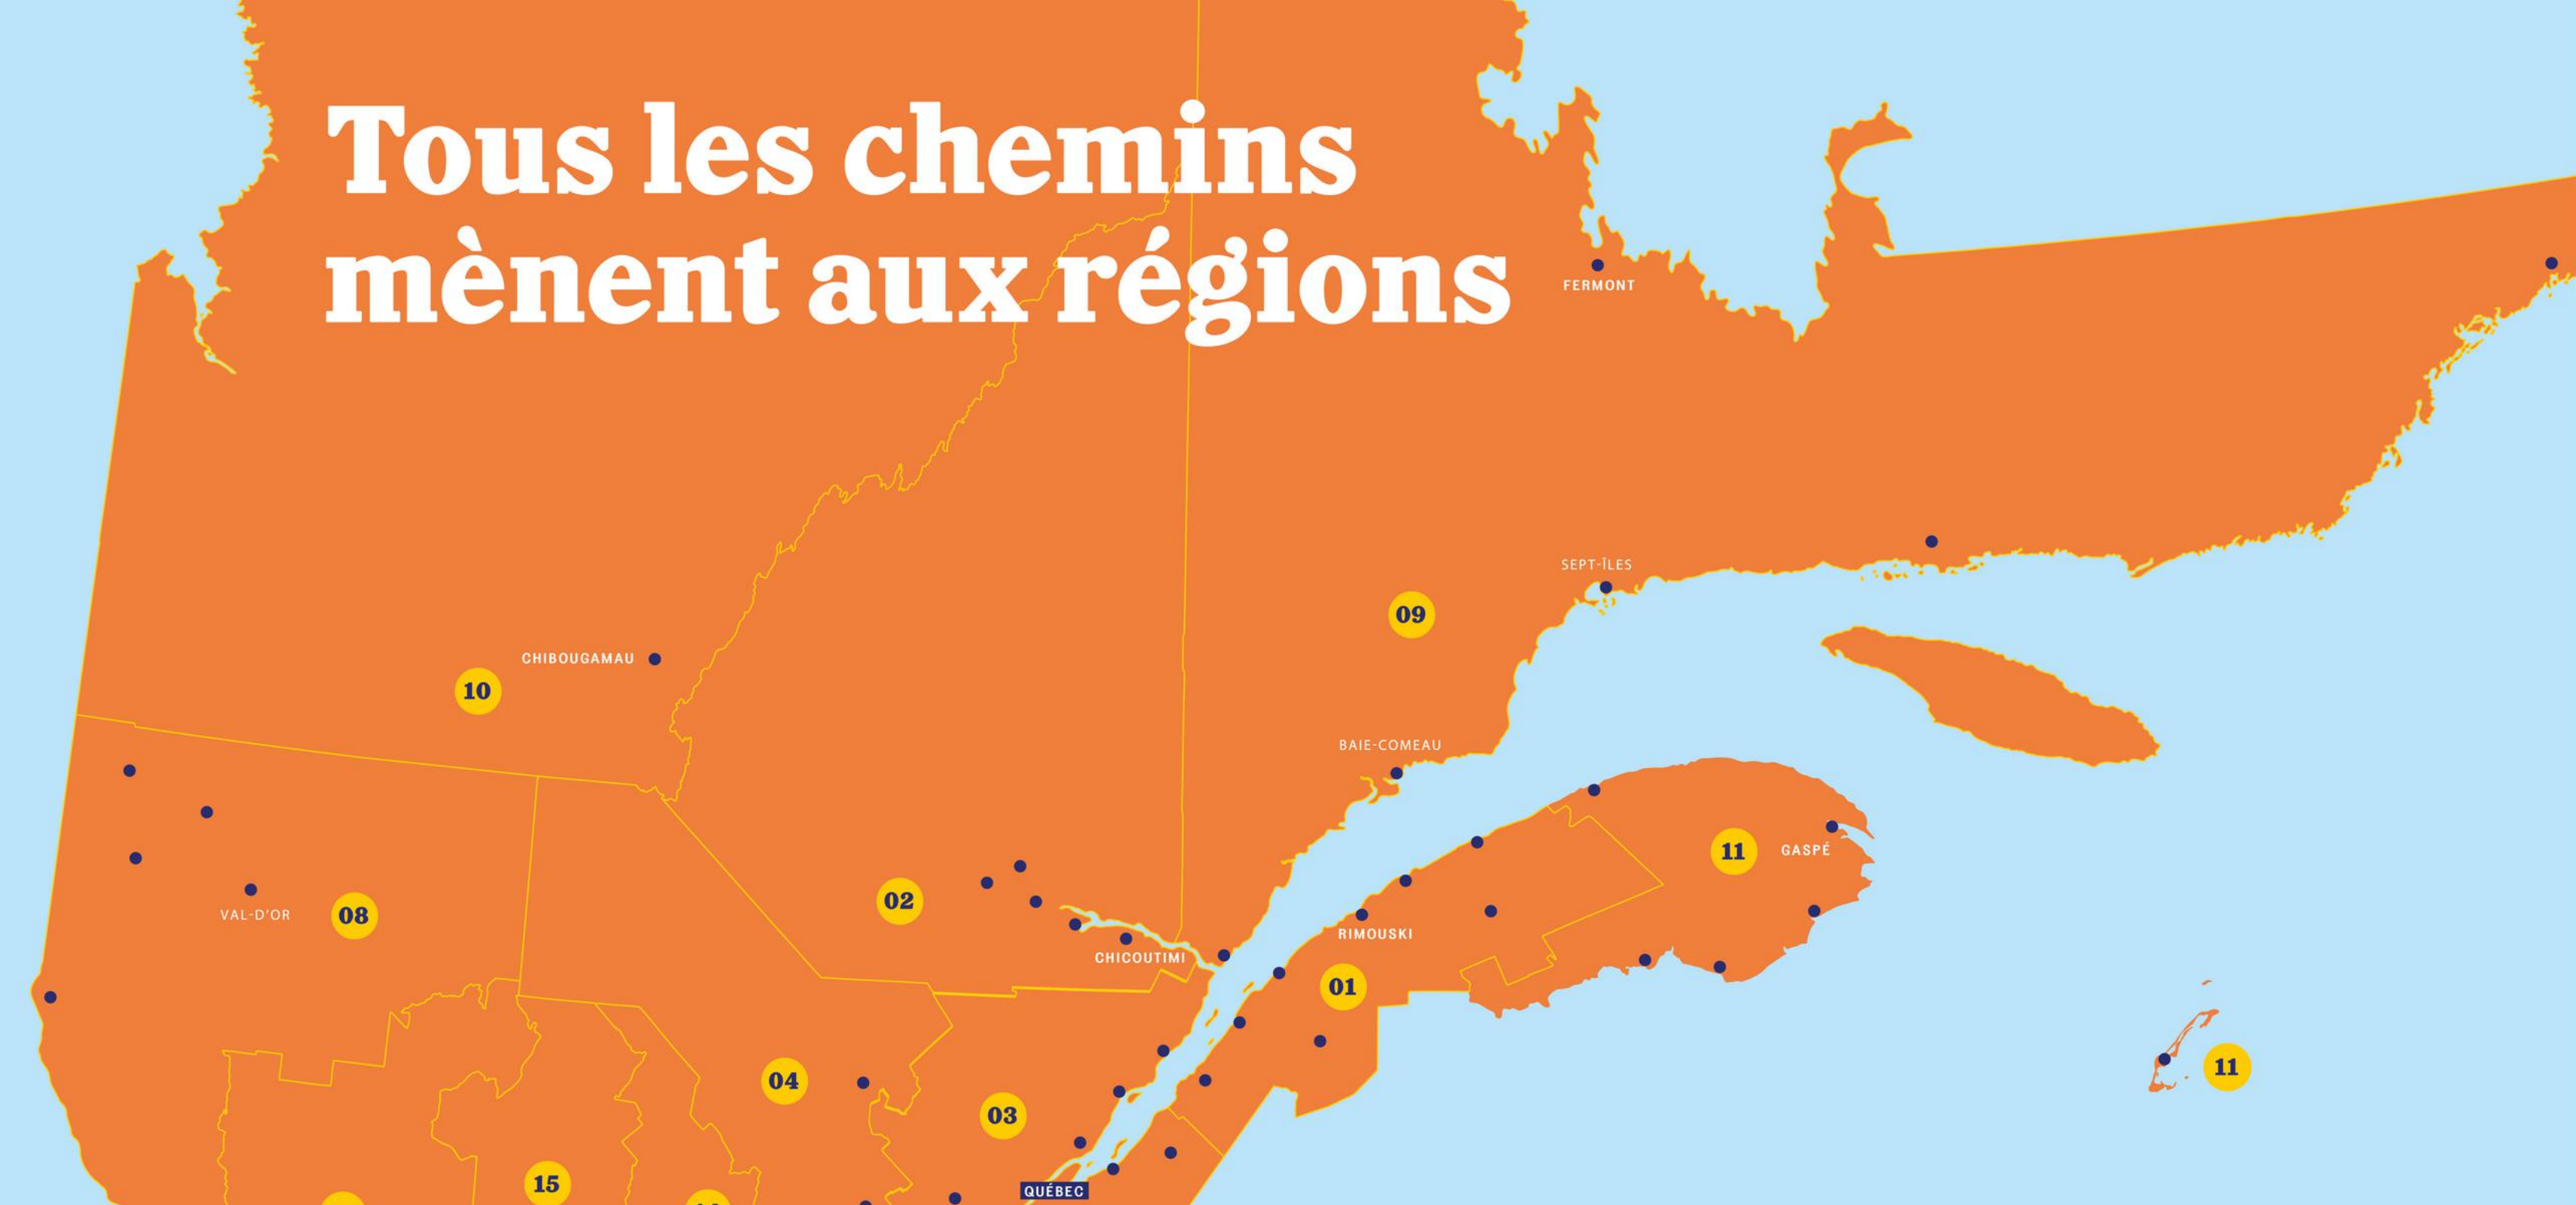 Tous les chemins
mènent aux régions
FERMONT
SEPT-ÎLES
09
CHIBOUGAMAU
10
BAIE-COMEAU
11
GASPÉ
02
VAL-D'OR
08
RIMOUSKI
CHICOUTIMI
01
11
04
03
15
QUÉBEC